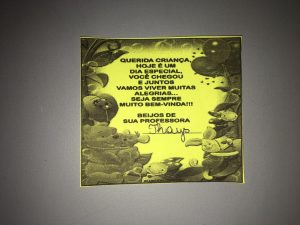 QUERIDA CRIANÇA,
HOJE É UM
DIA ESPECIAL,
VOCÊ CHEGOU
E JUNTOS
VAMOS VIVER MUITAS
ALEGRIAS...
SEJA SEMPRE
MUITO BEM-VINDA!!!
BEIJOS DE
SUA PROFESSORA
Thays